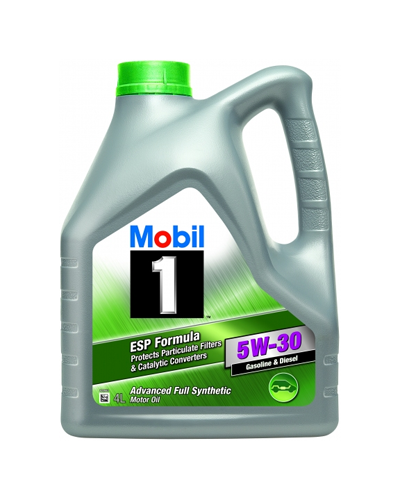 Mobil
1
™
ESP Formula
Protects Particulate Filters
& Catalytic Converters
5W-30
Gasoline & Diesel
Advanced Full Synthetic
Motor Oil
4L